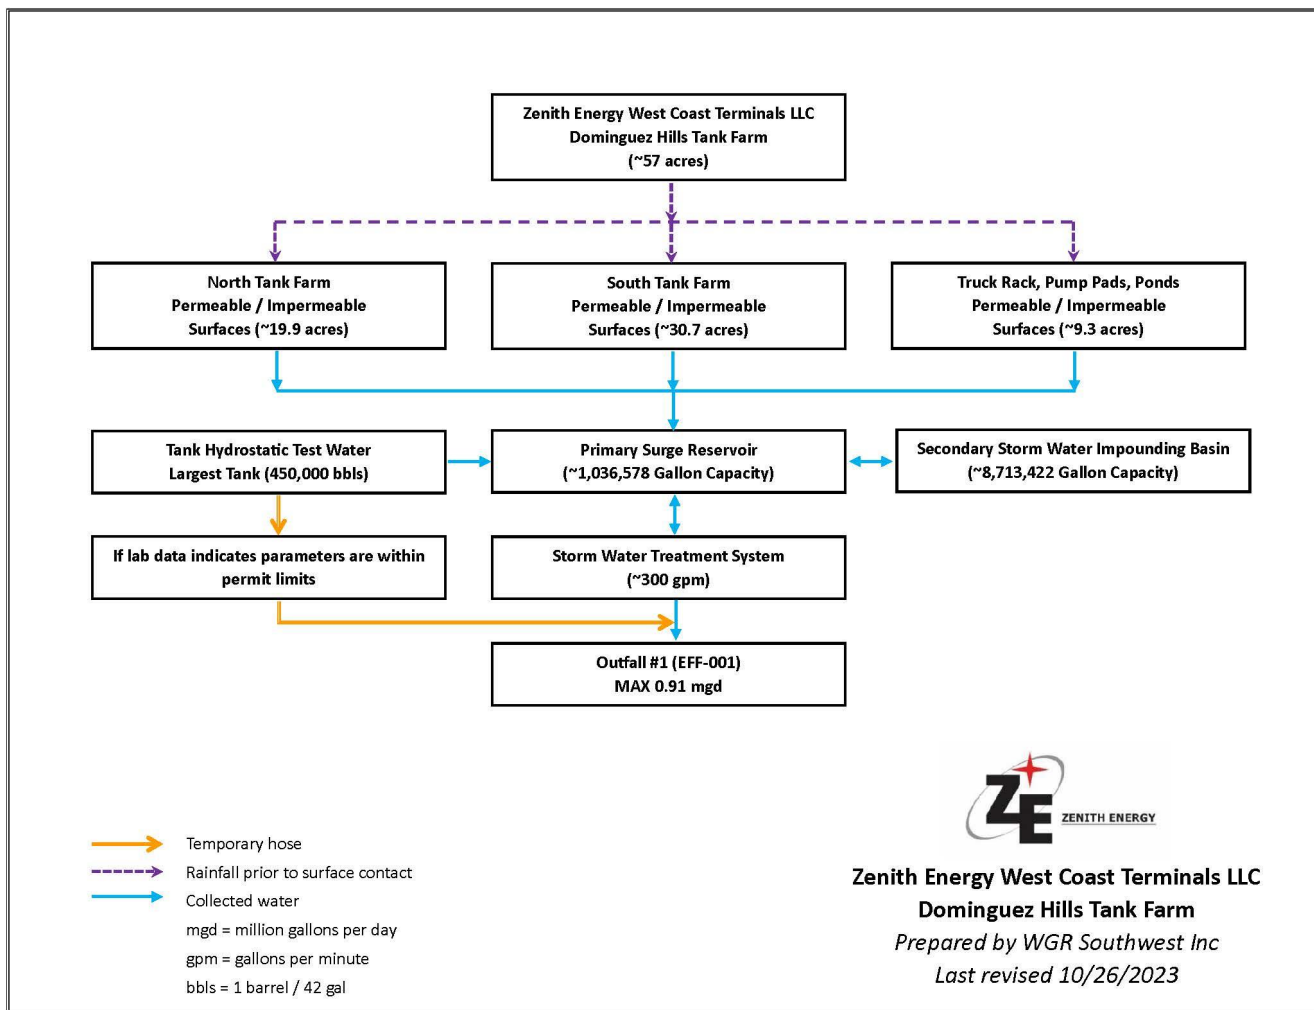 Zenith Energy West Coast Terminals LLC
Dominguez Hills Tank Farm
(~57 acres)
North Tank Farm
Permeable / Impermeable
Surfaces (~19.9 acres)
South Tank Farm
Permeable / Impermeable
Surfaces (~30.7 acres)
Truck Rack, Pump Pads, Ponds
Permeable / Impermeable
Surfaces (~9.3 acres)
Tank Hydrostatic Test Water
Largest Tank (450,000 bbls)
Primary Surge Reservoir
(~1,036,578 Gallon Capacity)
Secondary Storm Water Impounding Basin
(~8,713,422 Gallon Capacity)
If lab data indicates parameters are within
permit limits
Storm Water Treatment System
(~300 gpm)
Outfall #1 (EFF-001)
MAX 0.91 mgd
ZE ZENITH ENERGY
Temporary hose
Rainfall prior to surface contact
Collected water
mgd = million gallons per day
gpm = gallons per minute
bbls = 1 barrel / 42 gal
Zenith Energy West Coast Terminals LLC
Dominguez Hills Tank Farm
Prepared by WGR Southwest Inc
Last revised 10/26/2023